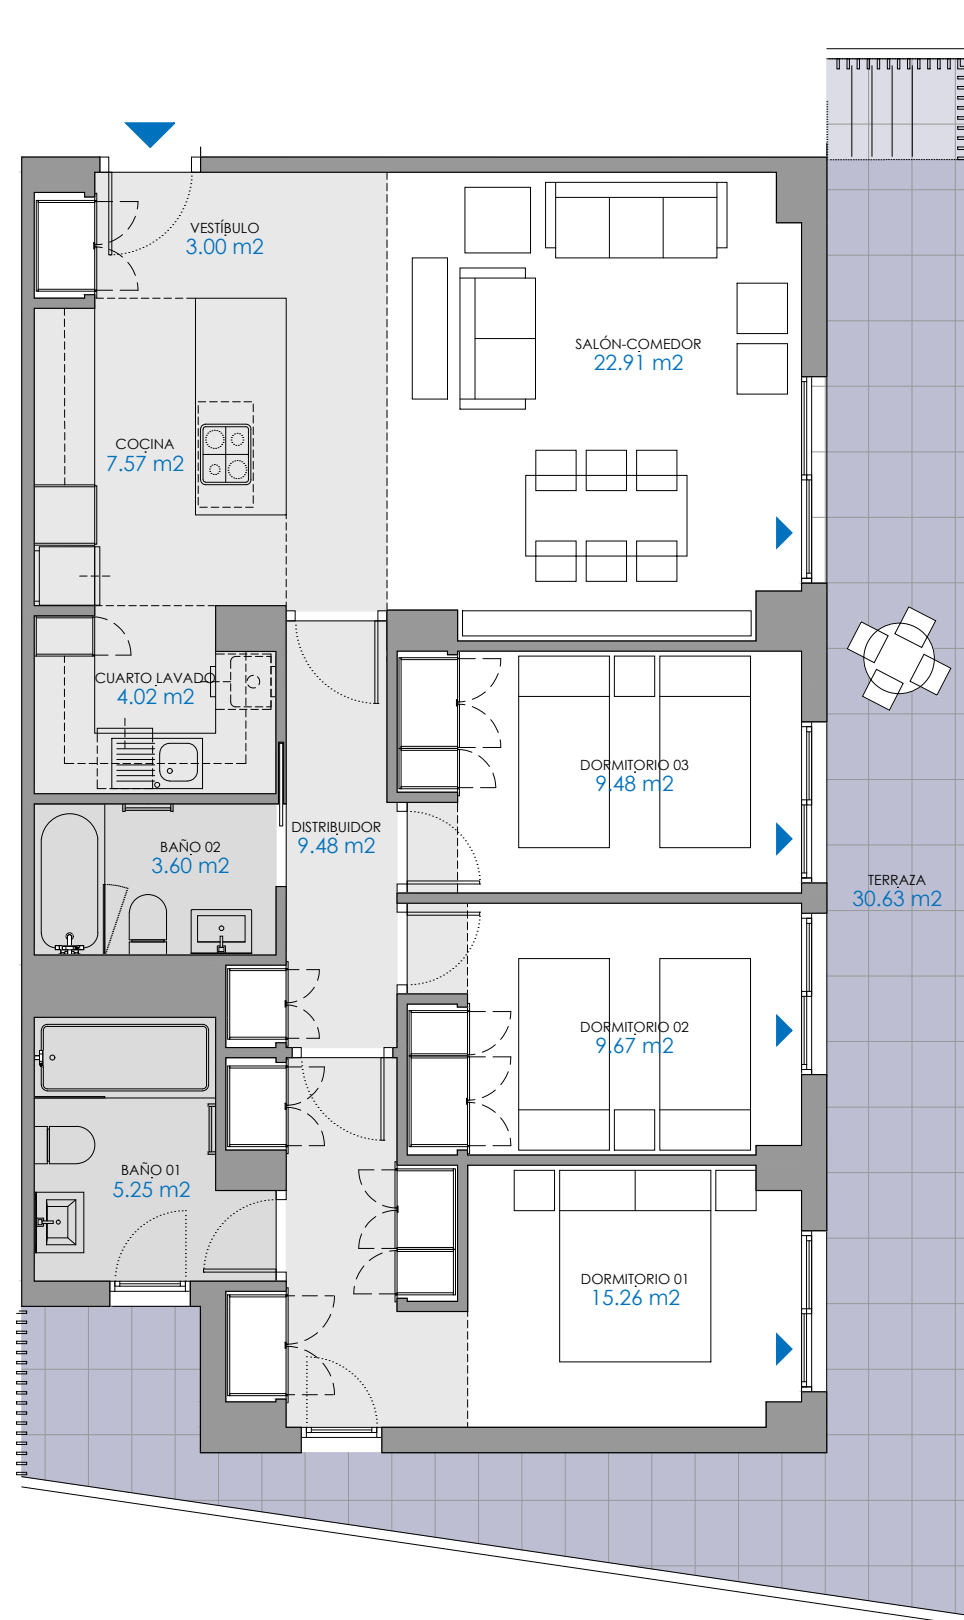 VESTÍBULO
3.00 m2
SALÓN-COMEDOR
22.91 m2
COCINA
7.57 m2
CUARTO LAVADO
4.02 m2
DORMITORIO 03
9.48 m2
DISTRIBUIDOR
9.48 m2
BAÑO 02
3.60 m2
TERRAZA
30.63 m2
DORMITORIO 02
9.67 m2
BAÑO 01
5.25 m2
DORMITORIO 01
15.26 m2